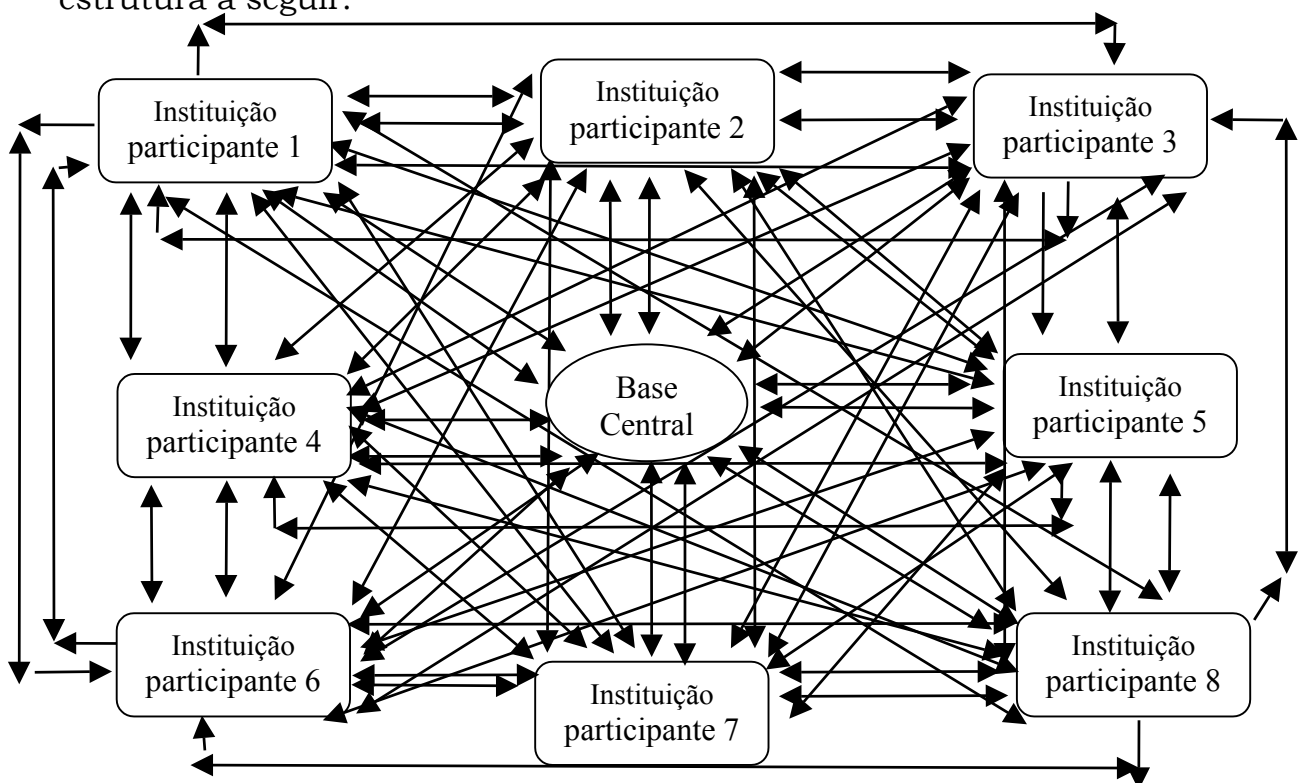 estrutura a seguir:
Instituição
participante 1
Instituição
participante 2
Instituição
participante 3
Instituição
participante 4
Base
Central
Instituição
participante 5
Instituição
participante 6
Instituição
participante 7
Instituição
participante 8